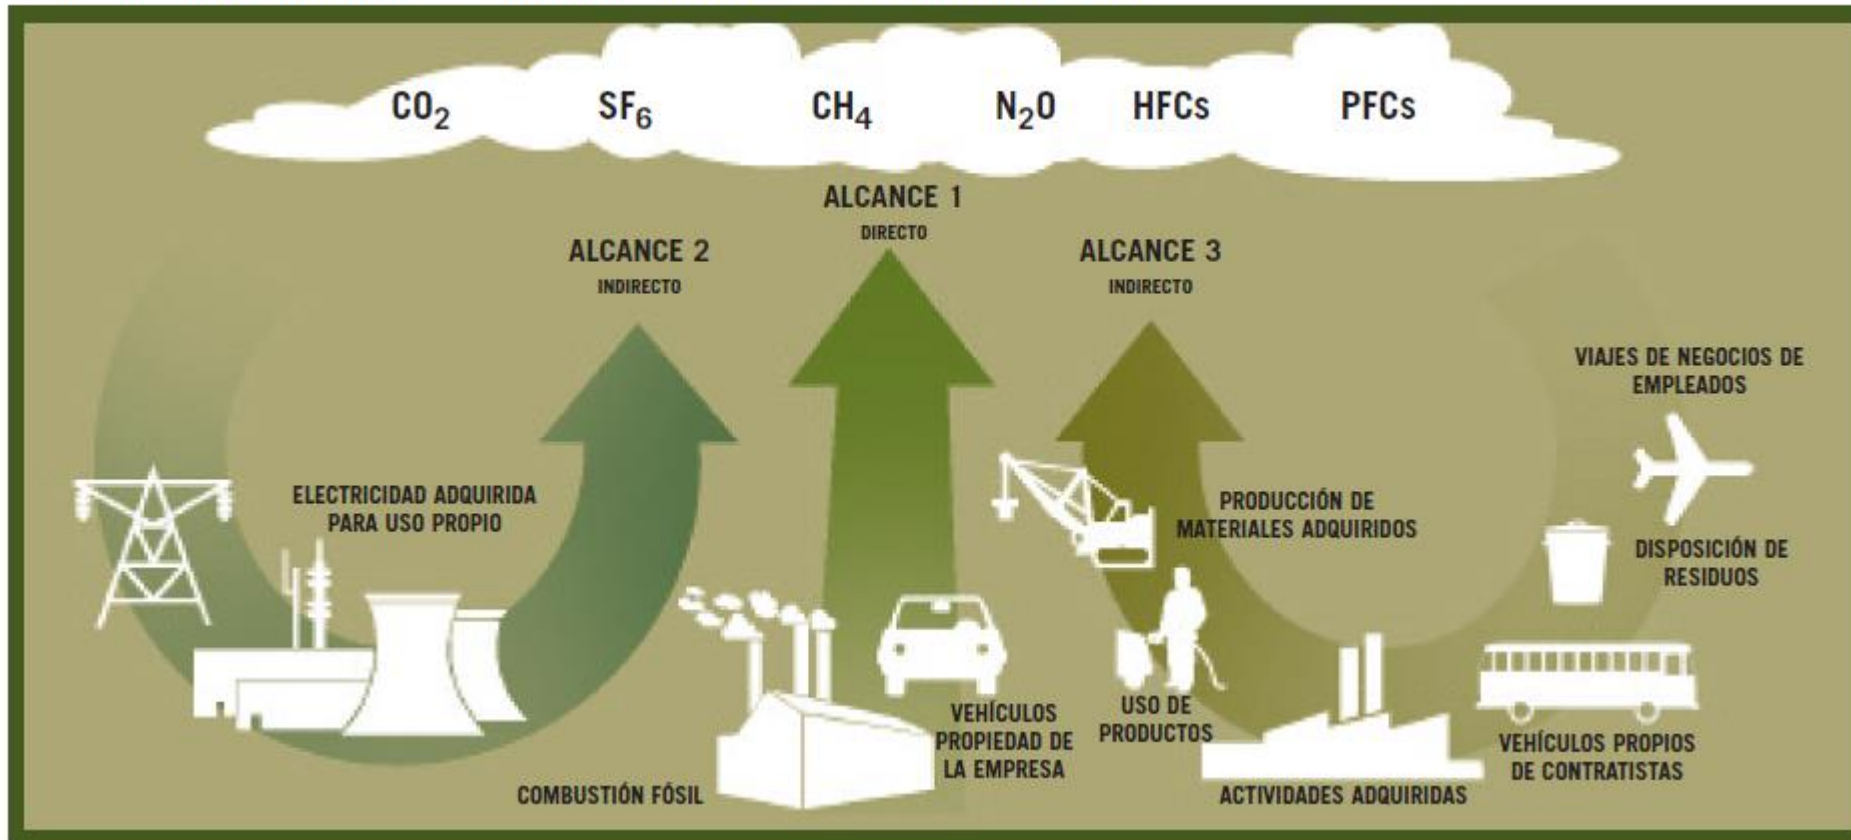 CO₂ SF₆ CH₄ N₂O HFCs PFCs
ALCANCE 1
DIRECTO
ALCANCE 2
INDIRECTO
ALCANCE 3
INDIRECTO
VIAJES DE NEGOCIOS DE
EMPLEADOS
ELECTRICIDAD ADQUIRIDA
PARA USO PROPIO
PRODUCCIÓN DE
MATERIALES ADQUIRIDOS
DISPOSICIÓN DE
RESIDUOS
VEHÍCULOS
PROPIEDAD DE
LA EMPRESA
USO DE
PRODUCTOS
VEHÍCULOS PROPIOS
DE CONTRATISTAS
COMBUSTIÓN FÓSIL
ACTIVIDADES ADQUIRIDAS